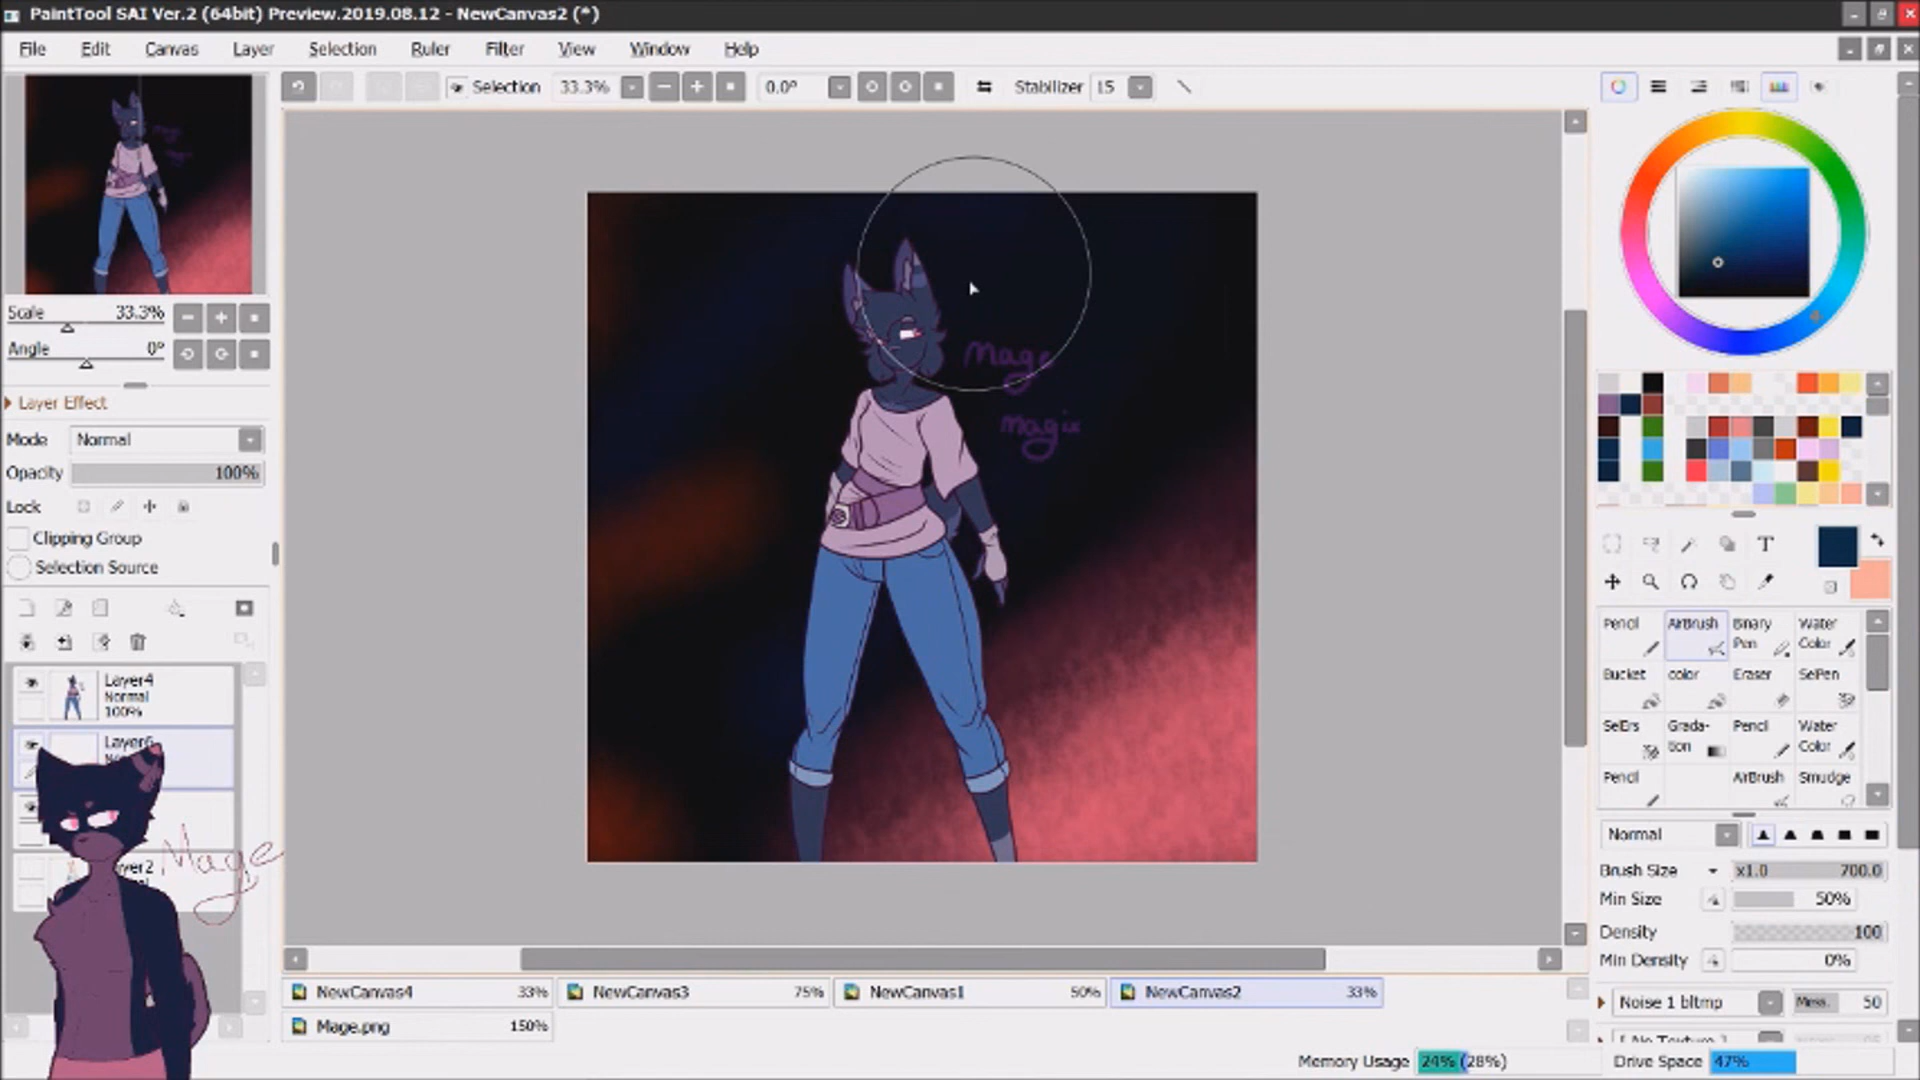 PaintTool SAI Ver.2 (64bit) Preview.2019.08.12 - NewCanvas2 (*)
File Edit Canvas Layer Selection Ruler Filter View Window Help
Selection 33.3% 0.0° Stabilizer 15
Scale 33.3%
Angle 0°
Layer Effect
Mode Normal
Opacity 100%
Lock
Clipping Group
Selection Source
Layer4
Normal
100%
Layer6
Mage
Mage
magic
T
Pencil AirBrush Binary Pen Water Color
Bucket color Eraser SelPen
SelErs Grada-tion Pencil Water Color
Pencil AirBrush Smudge
Normal
Brush Size x1.0 700.0
Min Size 50%
Density 100
Min Density 0%
Noise 1 bltmp 50
NewCanvas4 33% NewCanvas3 75% NewCanvas1 50% NewCanvas2 33%
Mage.png 150%
Memory Usage 24% (28%) Drive Space 47%